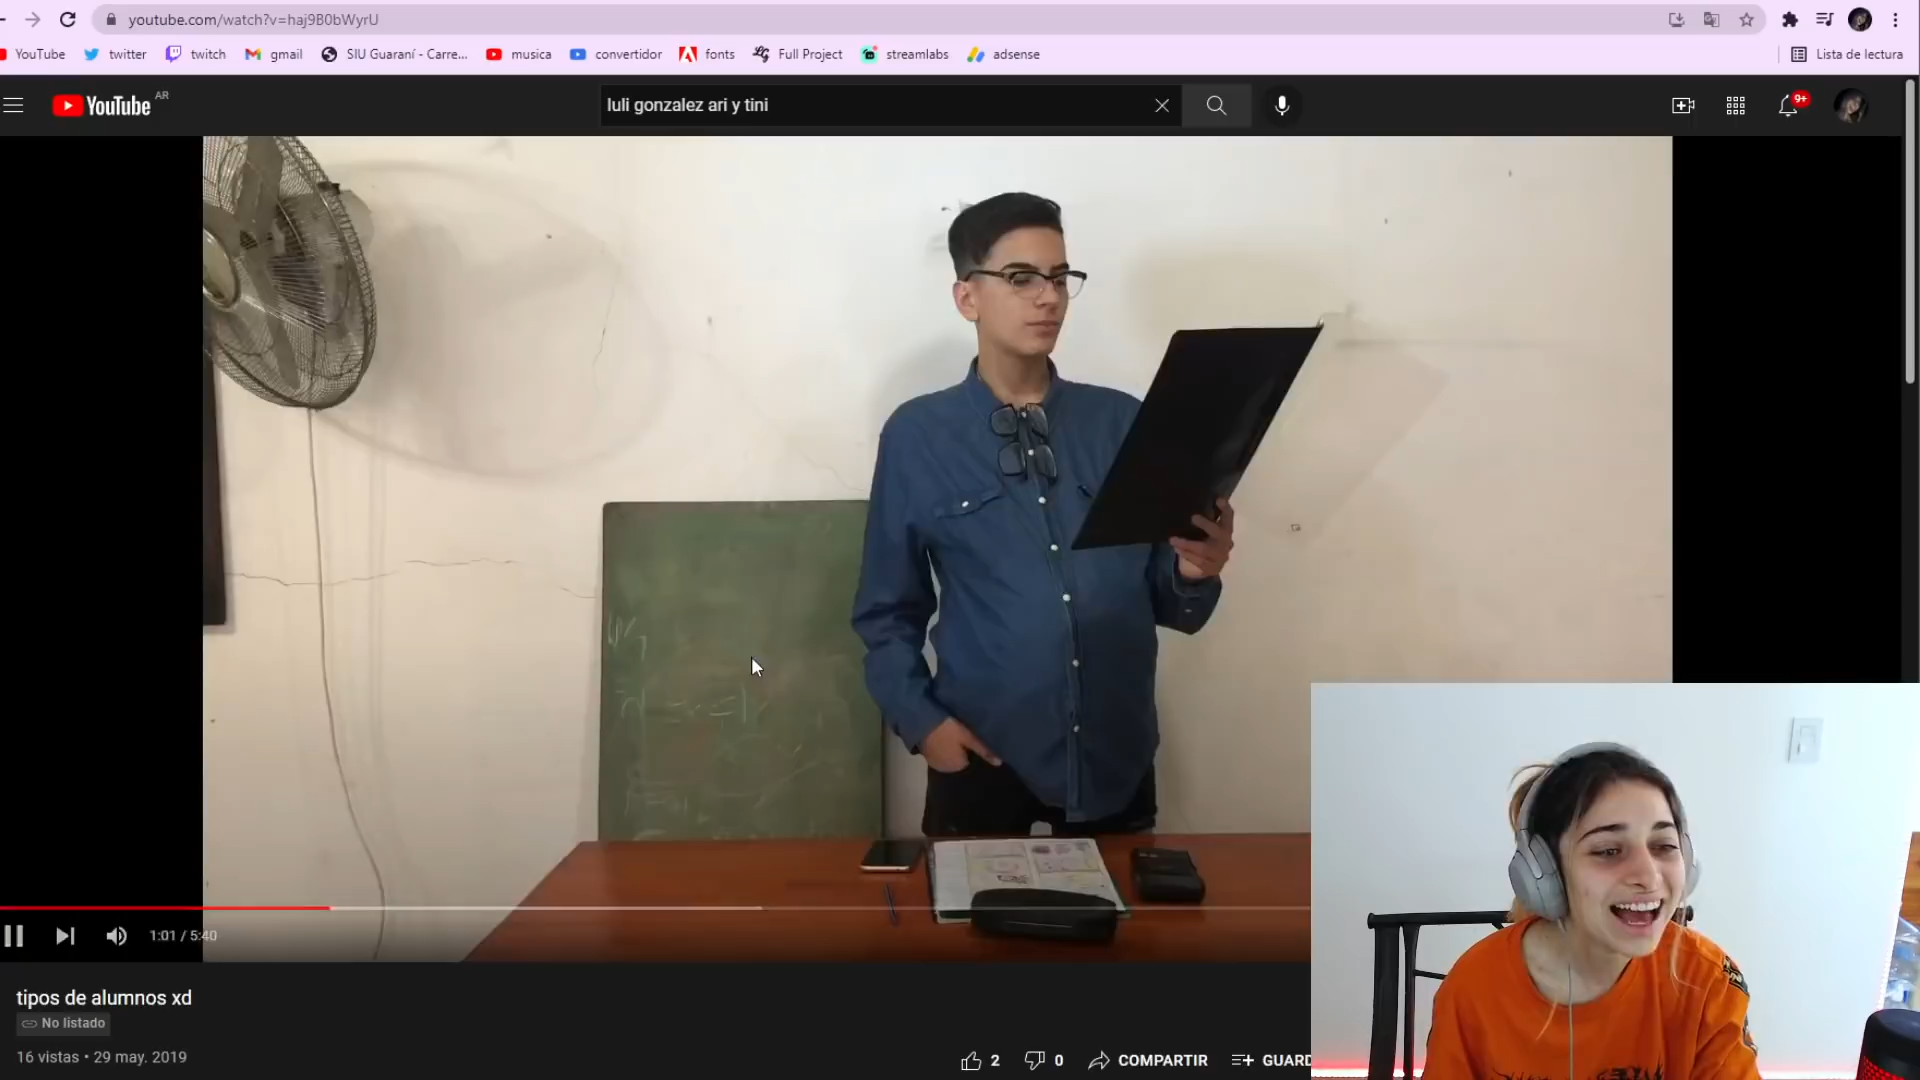 youtube.com/watch?v=haj9B0bWyrU
YouTube twitter twitch gmail SIU Guaraní - Carre... musica convertidor fonts Full Project streamlabs adsense Lista de lectura
YouTube AR luli gonzalez ari y tini 9+
1:01 / 5:40
tipos de alumnos xd
No listado
16 vistas • 29 may. 2019 2 0 COMPARTIR GUARD